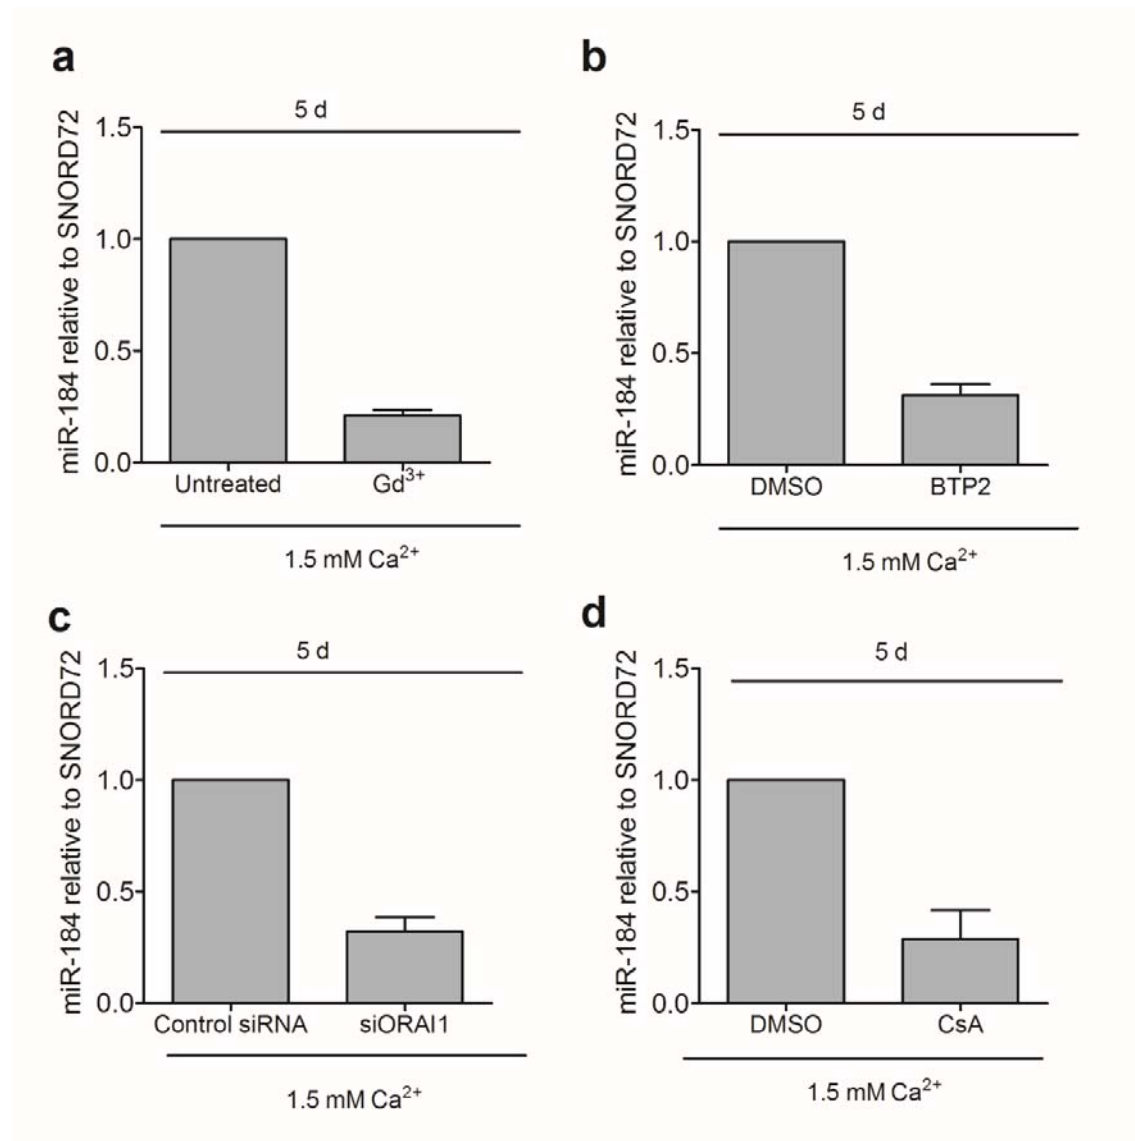 a
5 d
miR-184 relative to SNORD72
1.5
1.0
0.5
0.0
Untreated Gd³⁺
1.5 mM Ca²⁺
b
5 d
miR-184 relative to SNORD72
1.5
1.0
0.5
0.0
DMSO BTP2
1.5 mM Ca²⁺
c
5 d
miR-184 relative to SNORD72
1.5
1.0
0.5
0.0
Control siRNA siORAI1
1.5 mM Ca²⁺
d
5 d
miR-184 relative to SNORD72
1.5
1.0
0.5
0.0
DMSO CsA
1.5 mM Ca²⁺